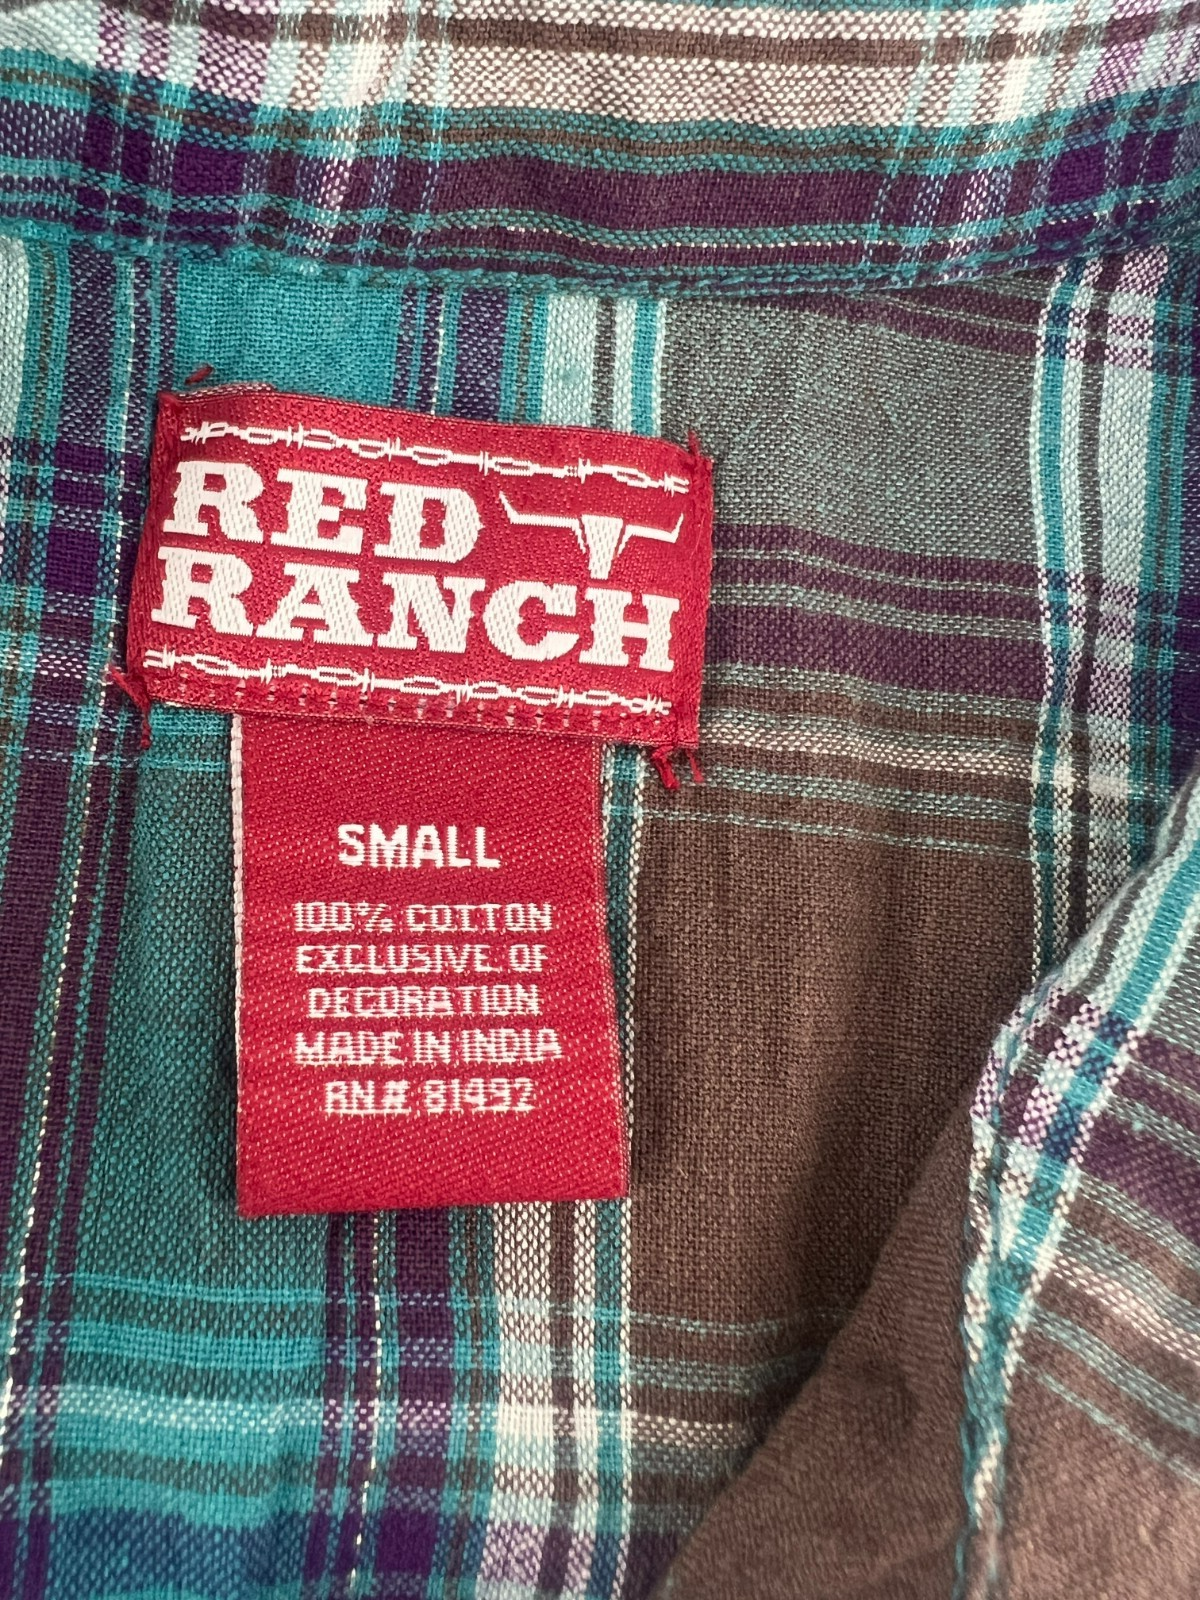 RED
RANCH
SMALL
100% COTTON
EXCLUSIVE OF
DECORATION
MADE IN INDIA
RN# 81492